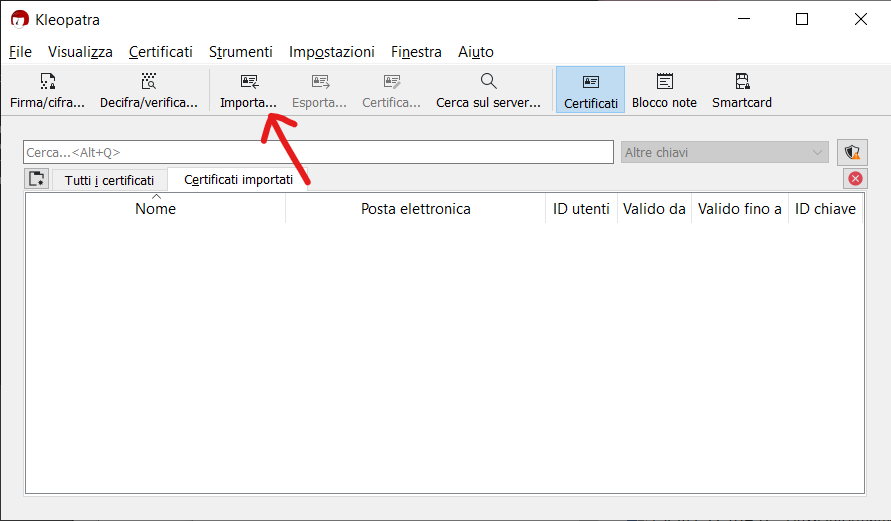 Kleopatra
File Visualizza Certificati Strumenti Impostazioni Finestra Aiuto
Firma/cifra... Decifra/verifica... Importa... Esporta... Certifica... Cerca sul server... Certificati Blocco note Smartcard
Cerca...<Alt+Q> Altre chiavi
Tutti i certificati Certificati importati
Nome Posta elettronica ID utenti Valido da Valido fino a ID chiave